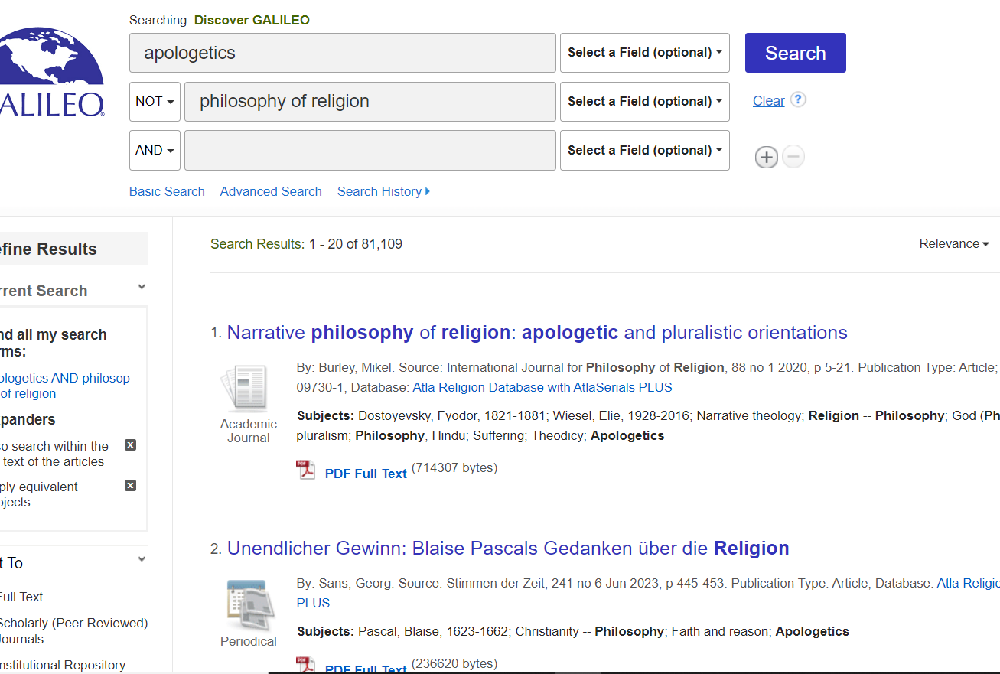 Searching: Discover GALILEO
apologetics
Select a Field (optional)
Search
ALILEO
NOT
philosophy of religion
Select a Field (optional)
Clear
?
AND
Select a Field (optional)
Basic Search Advanced Search Search History
efine Results
Search Results: 1 - 20 of 81,109
Relevance
rrent Search
nd all my search
rms:
ologetics AND philosop
of religion
panders
o search within the
text of the articles
ply equivalent
jects
t To
Full Text
Scholarly (Peer Reviewed)
Journals
nstitutional Repository
1. Narrative philosophy of religion: apologetic and pluralistic orientations
By: Burley, Mikel. Source: International Journal for Philosophy of Religion, 88 no 1 2020, p 5-21. Publication Type: Article;
09730-1, Database: Atla Religion Database with AtlaSerials PLUS
Academic
Journal
Subjects: Dostoyevsky, Fyodor, 1821-1881; Wiesel, Elie, 1928-2016; Narrative theology; Religion -- Philosophy; God (Ph
pluralism; Philosophy, Hindu; Suffering; Theodicy; Apologetics
PDF Full Text (714307 bytes)
2. Unendlicher Gewinn: Blaise Pascals Gedanken über die Religion
By: Sans, Georg. Source: Stimmen der Zeit, 241 no 6 Jun 2023, p 445-453. Publication Type: Article, Database: Atla Religio
PLUS
Periodical
Subjects: Pascal, Blaise, 1623-1662; Christianity -- Philosophy; Faith and reason; Apologetics
PDF Full Text (236620 bytes)